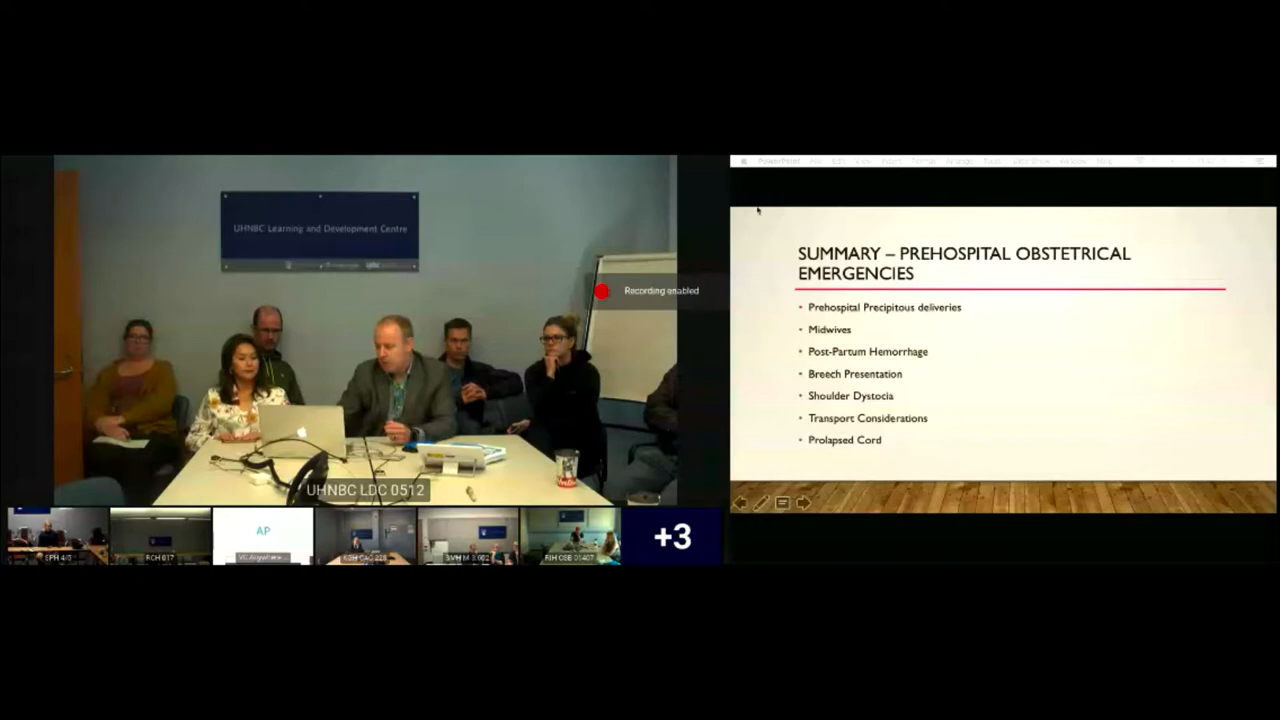 UHNBC Learning and Development Centre
Recording enabled
UHNBC LDC 0512
AP
+3
PowerPoint
SUMMARY – PREHOSPITAL OBSTETRICAL
EMERGENCIES
• Prehospital Precipitous deliveries
• Midwives
• Post-Partum Hemorrhage
• Breech Presentation
• Shoulder Dystocia
• Transport Considerations
• Prolapsed Cord